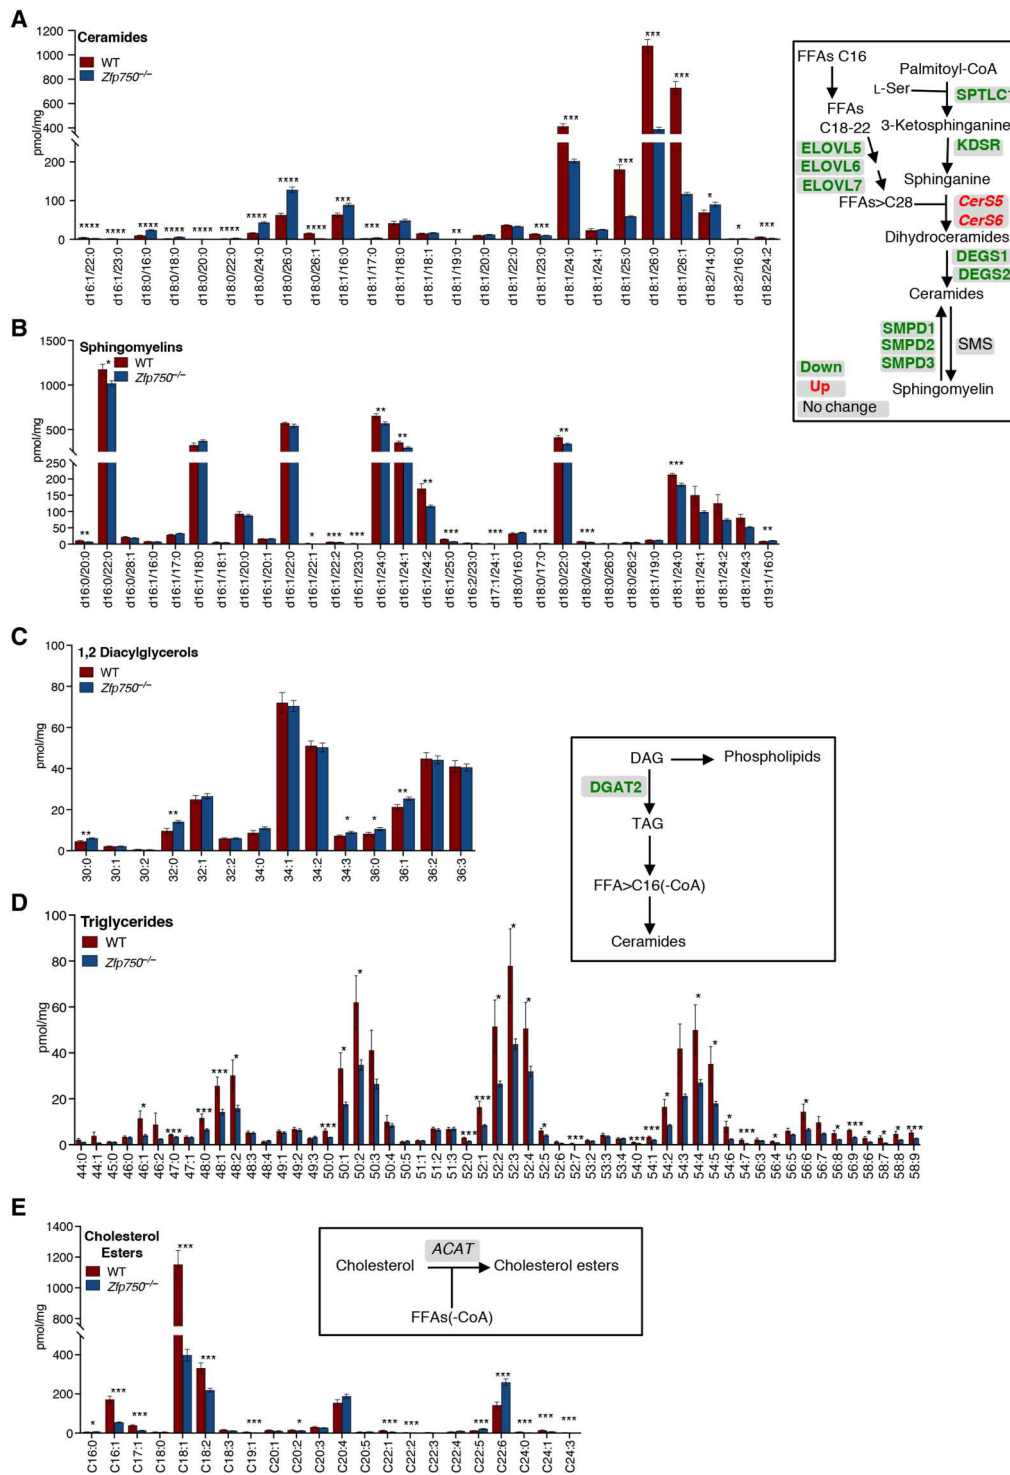 A
Ceramides
WT
Zfp750–/–
pmol/mg
1200
1000
800
600
400
200
100
0
**** **** **** **** **** **** **** **** **** *** *** ** *** *** *** *** *** * * ***
d16:1/22:0
d16:1/23:0
d18:0/16:0
d18:0/18:0
d18:0/20:0
d18:0/22:0
d18:0/24:0
d18:0/26:0
d18:0/26:1
d18:1/16:0
d18:1/17:0
d18:1/18:0
d18:1/18:1
d18:1/19:0
d18:1/20:0
d18:1/22:0
d18:1/23:0
d18:1/24:0
d18:1/24:1
d18:1/25:0
d18:1/26:0
d18:1/26:1
d18:2/14:0
d18:2/16:0
d18:2/24:2
FFAs C16
Palmitoyl-CoA
L-Ser
SPTLC1
FFAs
C18-22
3-Ketosphinganine
ELOVL5
KDSR
ELOVL6
ELOVL7
Sphinganine
FFAs>C28
CerS5
CerS6
Dihydroceramides
DEGS1
DEGS2
Ceramides
SMPD1
SMPD2
SMS
SMPD3
Down
Up
Sphingomyelin
No change
B
Sphingomyelins
WT
Zfp750–/–
pmol/mg
1500
1000
500
250
200
150
100
50
0
** * * *** *** ** ** ** *** *** *** ** *** *** **
d16:0/20:0
d16:0/22:0
d16:0/28:1
d16:1/16:0
d16:1/17:0
d16:1/18:0
d16:1/18:1
d16:1/20:0
d16:1/20:1
d16:1/22:0
d16:1/22:1
d16:1/22:2
d16:1/23:0
d16:1/24:0
d16:1/24:1
d16:1/24:2
d16:1/25:0
d16:2/23:0
d17:1/24:1
d18:0/16:0
d18:0/17:0
d18:0/22:0
d18:0/24:0
d18:0/26:0
d18:0/26:2
d18:1/19:0
d18:1/24:0
d18:1/24:1
d18:1/24:2
d18:1/24:3
d19:1/16:0
C
1,2 Diacylglycerols
WT
Zfp750–/–
pmol/mg
100
80
60
40
20
0
** ** * * **
30:0
30:1
30:2
32:0
32:1
32:2
34:0
34:1
34:2
34:3
36:0
36:1
36:2
36:3
DAG
Phospholipids
DGAT2
TAG
FFA>C16(-CoA)
Ceramides
D
Triglycerides
WT
Zfp750–/–
pmol/mg
100
80
60
40
20
0
44:0
44:1
45:0
46:0
46:1
46:2
47:0
47:1
48:0
48:1
48:2
48:3
48:4
49:1
49:2
49:3
50:0
50:1
50:2
50:3
50:4
50:5
51:1
51:2
51:3
52:0
52:1
52:2
52:3
52:4
52:5
52:6
52:7
53:2
53:3
53:4
54:0
54:1
54:2
54:3
54:4
54:5
54:6
54:7
56:3
56:4
56:5
56:6
56:7
56:8
56:9
58:6
58:7
58:8
58:9
E
Cholesterol
Esters
WT
Zfp750–/–
pmol/mg
1400
1200
1000
800
400
200
0
* *** *** *** *** *** * *** *** *** *** *** *** ***
C16:0
C16:1
C17:1
C18:0
C18:1
C18:2
C18:3
C19:1
C20:1
C20:2
C20:3
C20:4
C20:5
C22:1
C22:2
C22:3
C22:4
C22:5
C22:6
C24:0
C24:1
C24:3
ACAT
Cholesterol
Cholesterol esters
FFAs(-CoA)